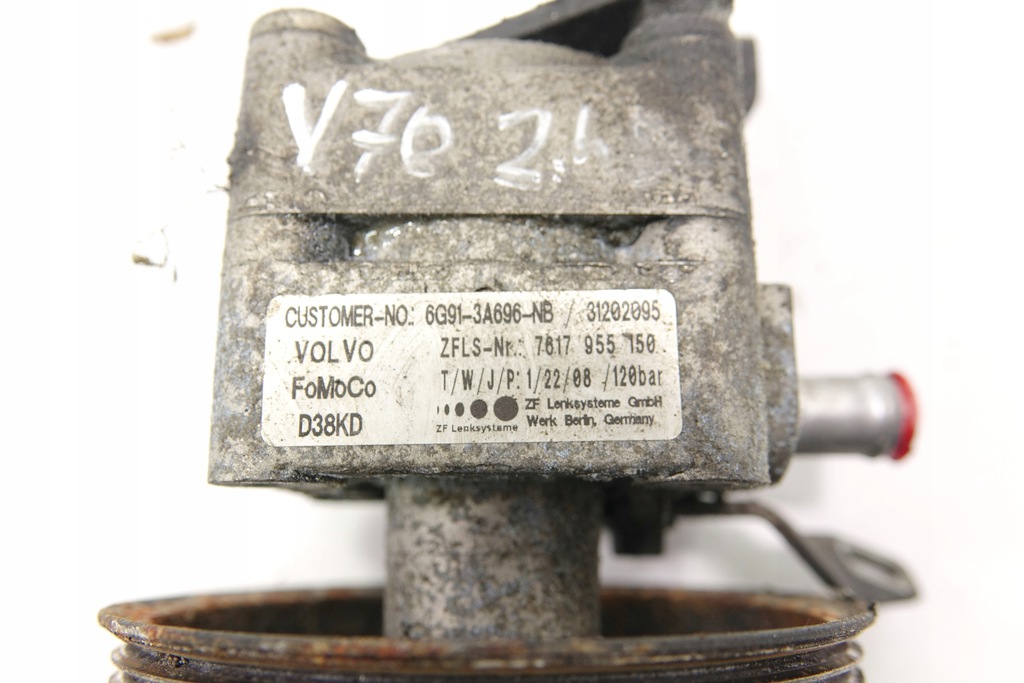 V70 2,4
CUSTOMER-NO.: 6G91-3A696-NB / 31202095
VOLVO ZFLS-Nr.: 7617 955 150
FoMoCo T/W/J/P: 1/22/08 /120bar
D38KD ZF Lenksysteme GmbH
ZF Lenksysteme Werk Berlin, Germany